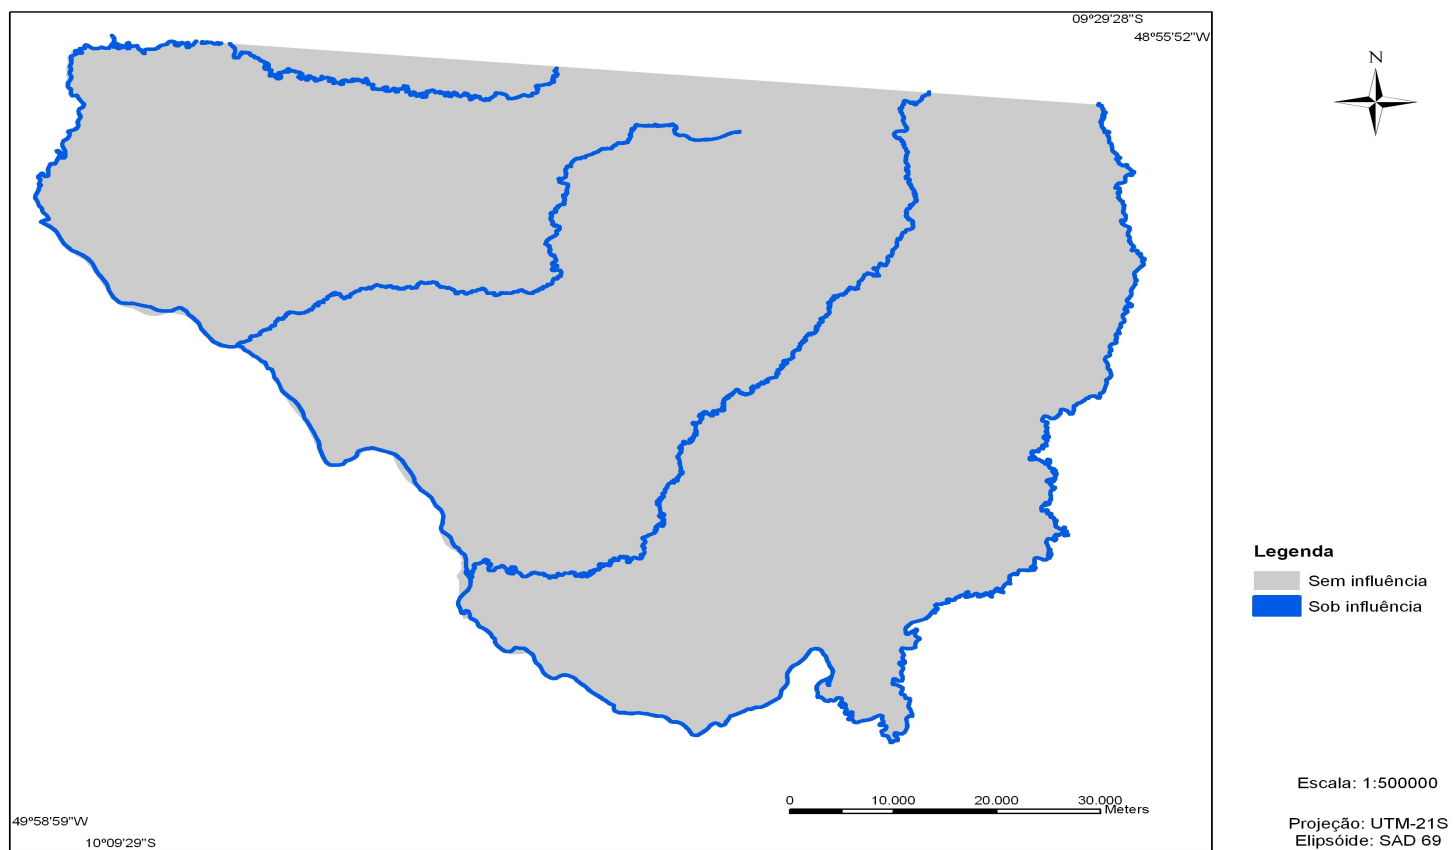 09º29'28"S
48º55'52"W
N
Legenda
Sem influência
Sob influência
Escala: 1:500000
0 10.000 20.000 30.000
Meters
49º58'59"W
Projeção: UTM-21S
10º09'29"S
Elipsóide: SAD 69